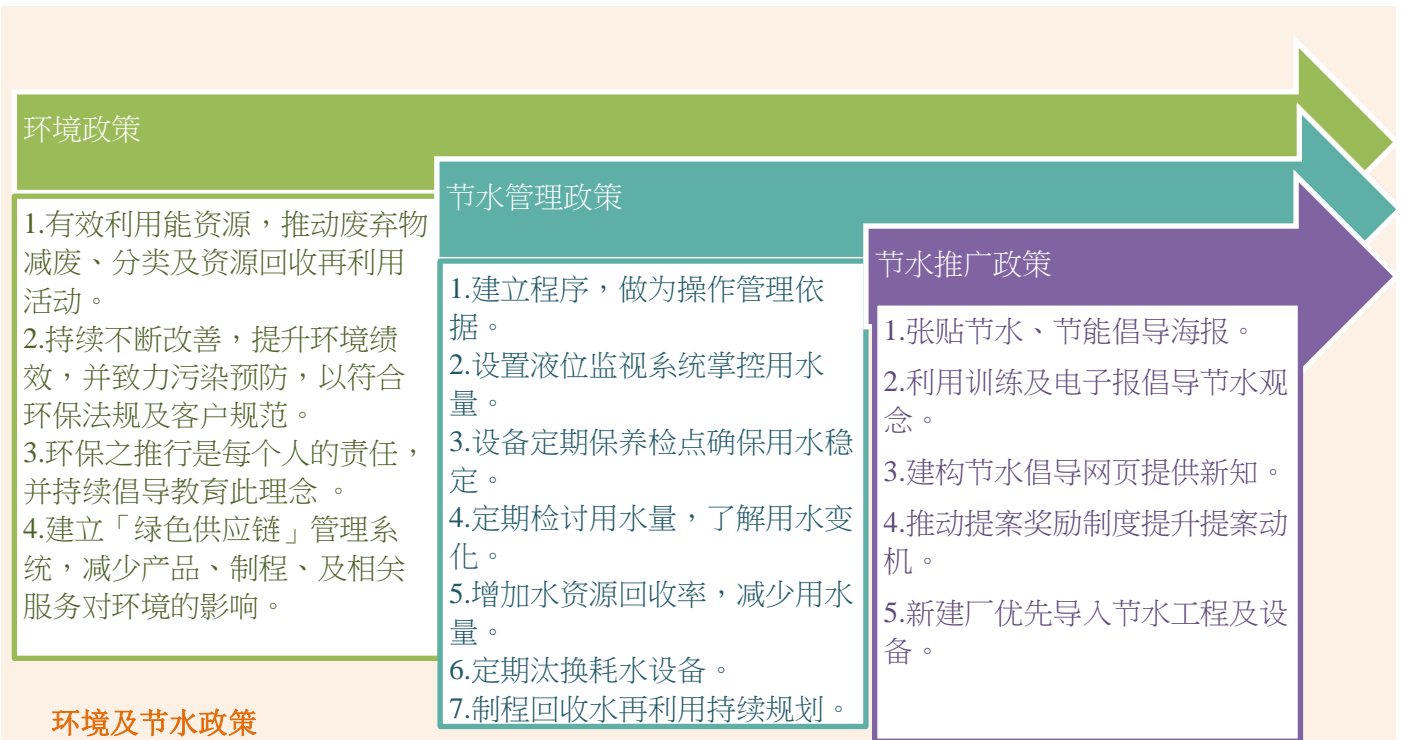 环境政策
1.有效利用能资源，推动废弃物
减废、分类及资源回收再利用
活动。
2.持续不断改善，提升环境绩
效，并致力污染预防，以符合
环保法规及客户规范。
3.环保之推行是每个人的责任，
并持续倡导教育此理念 。
4.建立「绿色供应链」管理系
统，减少产品、制程、及相关
服务对环境的影响。
节水管理政策
1.建立程序，做为操作管理依
据。
2.设置液位监视系统掌控用水
量。
3.设备定期保养检点确保用水稳
定。
4.定期检讨用水量，了解用水变
化。
5.增加水资源回收率，减少用水
量。
6.定期汰换耗水设备。
7.制程回收水再利用持续规划。
节水推广政策
1.张贴节水、节能倡导海报。
2.利用训练及电子报倡导节水观
念。
3.建构节水倡导网页提供新知。
4.推动提案奖励制度提升提案动
机。
5.新建厂优先导入节水工程及设
备。
环境及节水政策